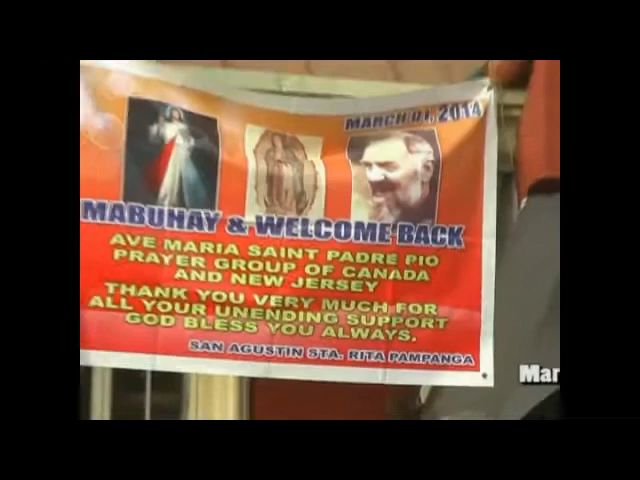 MARCH 01, 2014
MABUHAY & WELCOME BACK
AVE MARIA SAINT PADRE PIO
PRAYER GROUP OF CANADA
AND NEW JERSEY
THANK YOU VERY MUCH FOR
ALL YOUR UNENDING SUPPORT
GOD BLESS YOU ALWAYS.
SAN AGUSTIN STA. RITA PAMPANGA
Mar